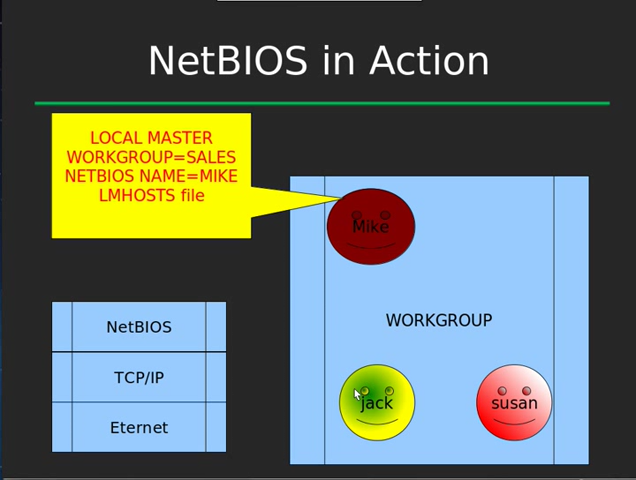 NetBIOS in Action
LOCAL MASTER
WORKGROUP=SALES
NETBIOS NAME=MIKE
LMHOSTS file
Mike
WORKGROUP
NetBIOS
TCP/IP
Eternet
jack
susan